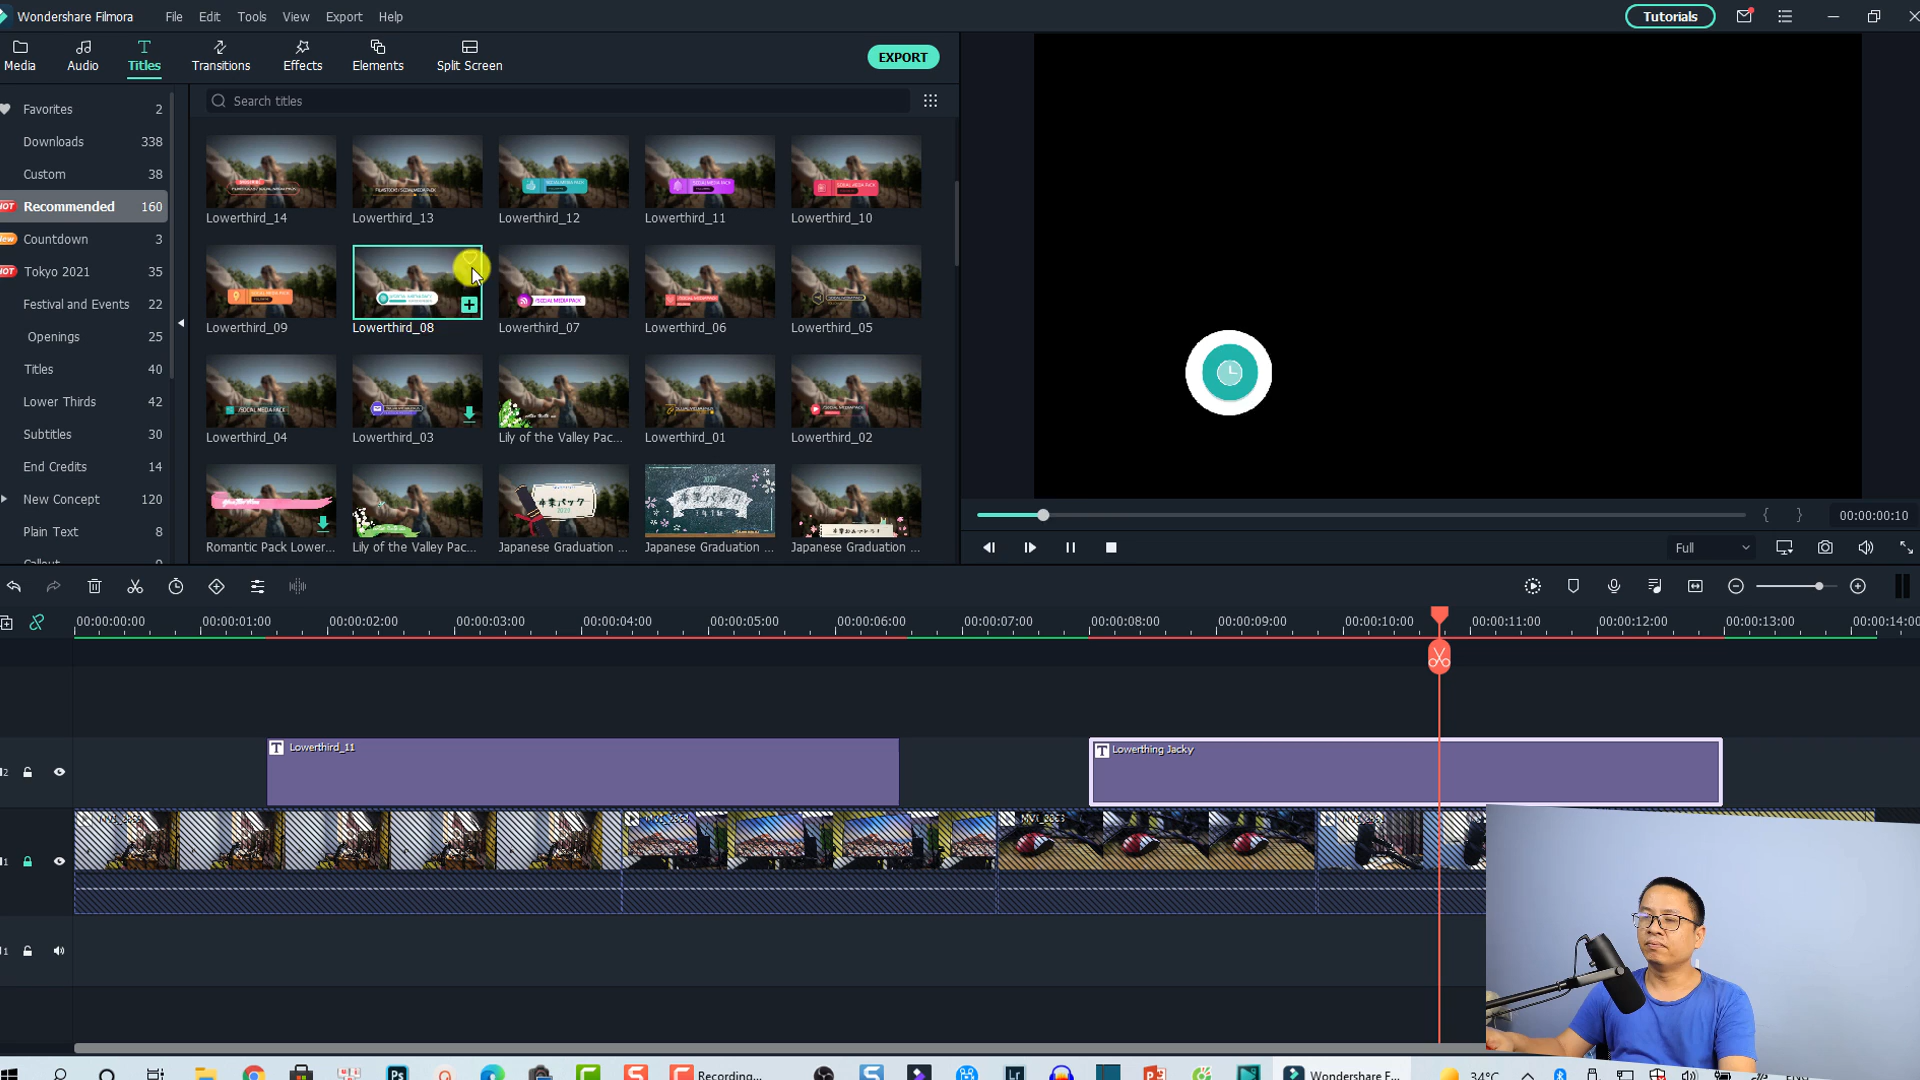 Wondershare Filmora
File Edit Tools View Export Help
Tutorials
Media Audio Titles Transitions Effects Elements Split Screen
EXPORT
Search titles
Favorites 2
Downloads 338
Custom 38
HOT Recommended 160
Countdown 3
HOT Tokyo 2021 35
Festival and Events 22
Openings 25
Titles 40
Lower Thirds 42
Subtitles 30
End Credits 14
New Concept 120
Plain Text 8
Lowerthird_14 Lowerthird_13 Lowerthird_12 Lowerthird_11 Lowerthird_10
Lowerthird_09 Lowerthird_08 Lowerthird_07 Lowerthird_06 Lowerthird_05
Lowerthird_04 Lowerthird_03 Lily of the Valley Pac... Lowerthird_01 Lowerthird_02
Romantic Pack Lower... Lily of the Valley Pac... Japanese Graduation ... Japanese Graduation ... Japanese Graduation ...
00:00:00:10
Full
00:00:00:00 00:00:01:00 00:00:02:00 00:00:03:00 00:00:04:00 00:00:05:00 00:00:06:00 00:00:07:00 00:00:08:00 00:00:09:00 00:00:10:00 00:00:11:00 00:00:12:00 00:00:13:00 00:00:14:00
T Lowerthird_11
T Lowerthing Jacky
2
1
1
Recording...
Wondershare F...
34°C